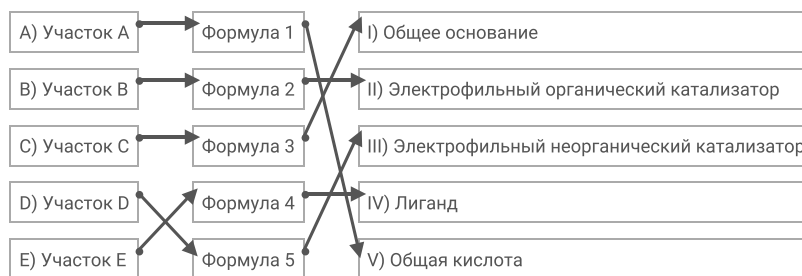 A) Участок A Формула 1 I) Общее основание
B) Участок B Формула 2 II) Электрофильный органический катализатор
C) Участок C Формула 3 III) Электрофильный неорганический катализатор
D) Участок D Формула 4 IV) Лиганд
E) Участок E Формула 5 V) Общая кислота